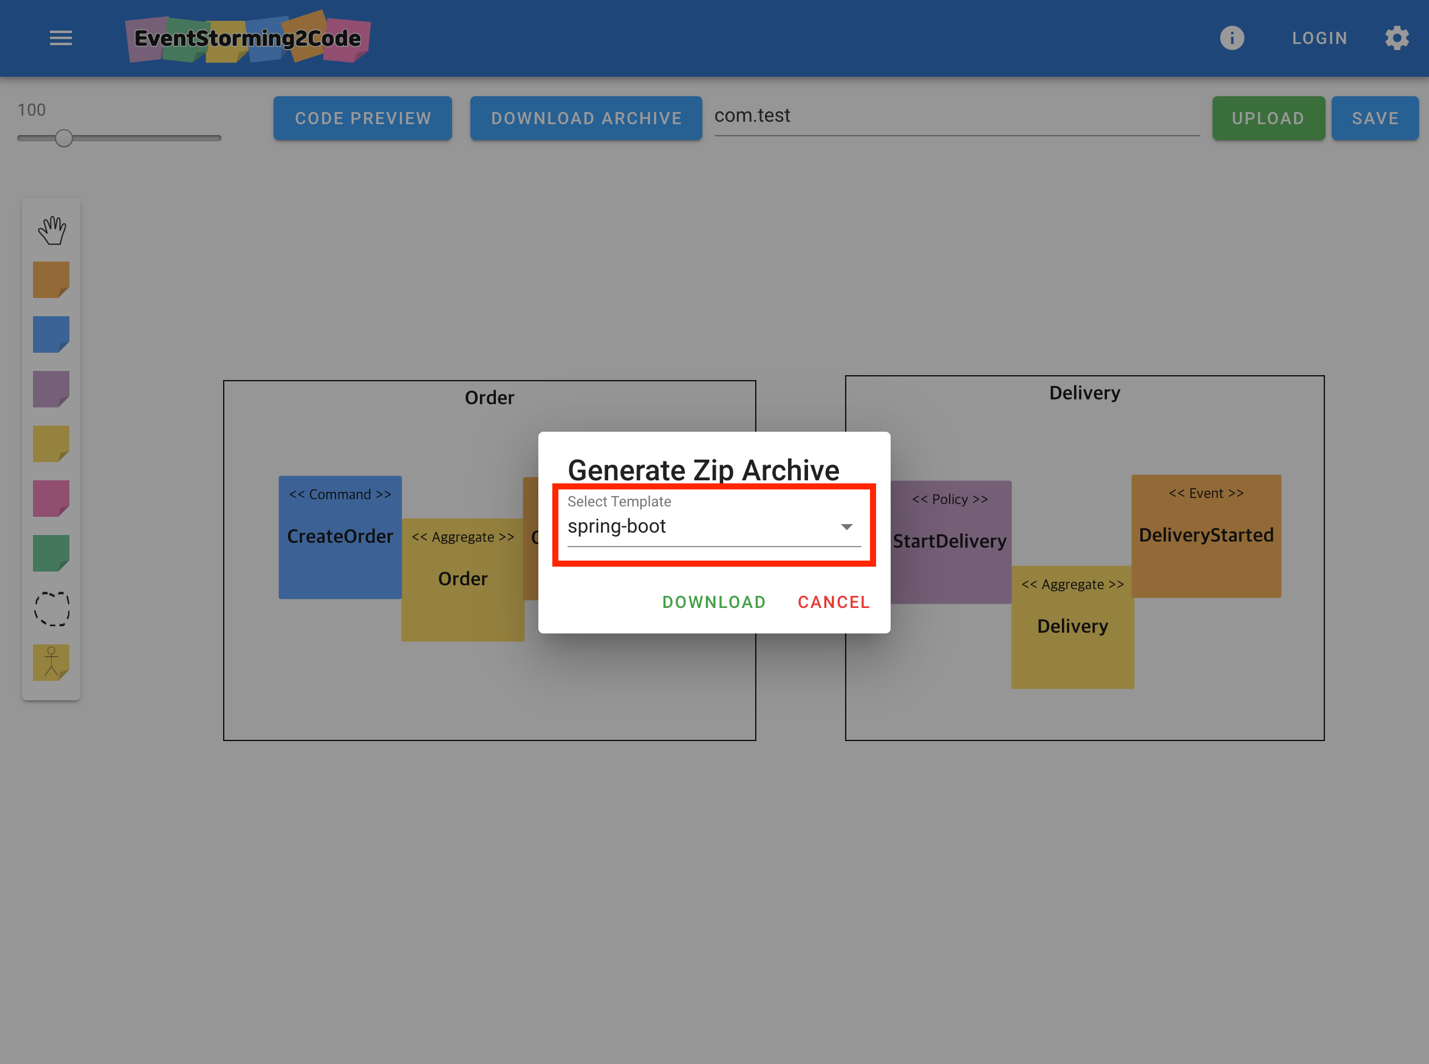 EventStorming2Code
LOGIN
100
CODE PREVIEW
DOWNLOAD ARCHIVE
com.test
UPLOAD
SAVE
Order
<< Command >>
CreateOrder
<< Aggregate >>
Order
Generate Zip Archive
Select Template
spring-boot
DOWNLOAD
CANCEL
Delivery
<< Policy >>
StartDelivery
<< Aggregate >>
Delivery
<< Event >>
DeliveryStarted